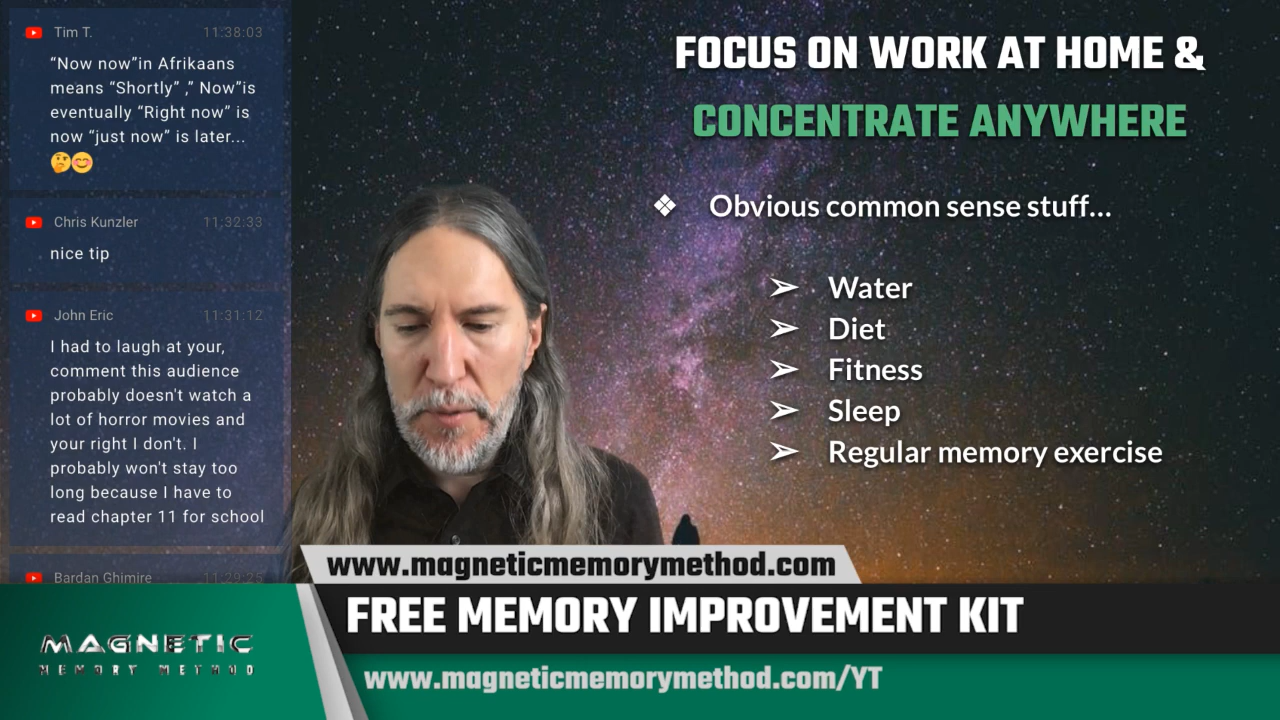 Tim T. 11:38:03
“Now now”in Afrikaans
means “Shortly” ,” Now”is
eventually “Right now” is
now “just now” is later...
🤔😊
Chris Kunzler 11:32:33
nice tip
John Eric 11:31:12
I had to laugh at your,
comment this audience
probably doesn't watch a
lot of horror movies and
your right I don't. I
probably won't stay too
long because I have to
read chapter 11 for school
Bardan Ghimire 11:29:25
FOCUS ON WORK AT HOME &
CONCENTRATE ANYWHERE
❖ Obvious common sense stuff...
➢ Water
➢ Diet
➢ Fitness
➢ Sleep
➢ Regular memory exercise
www.magneticmemorymethod.com
FREE MEMORY IMPROVEMENT KIT
www.magneticmemorymethod.com/YT
MAGNETIC
MEMORY METHOD